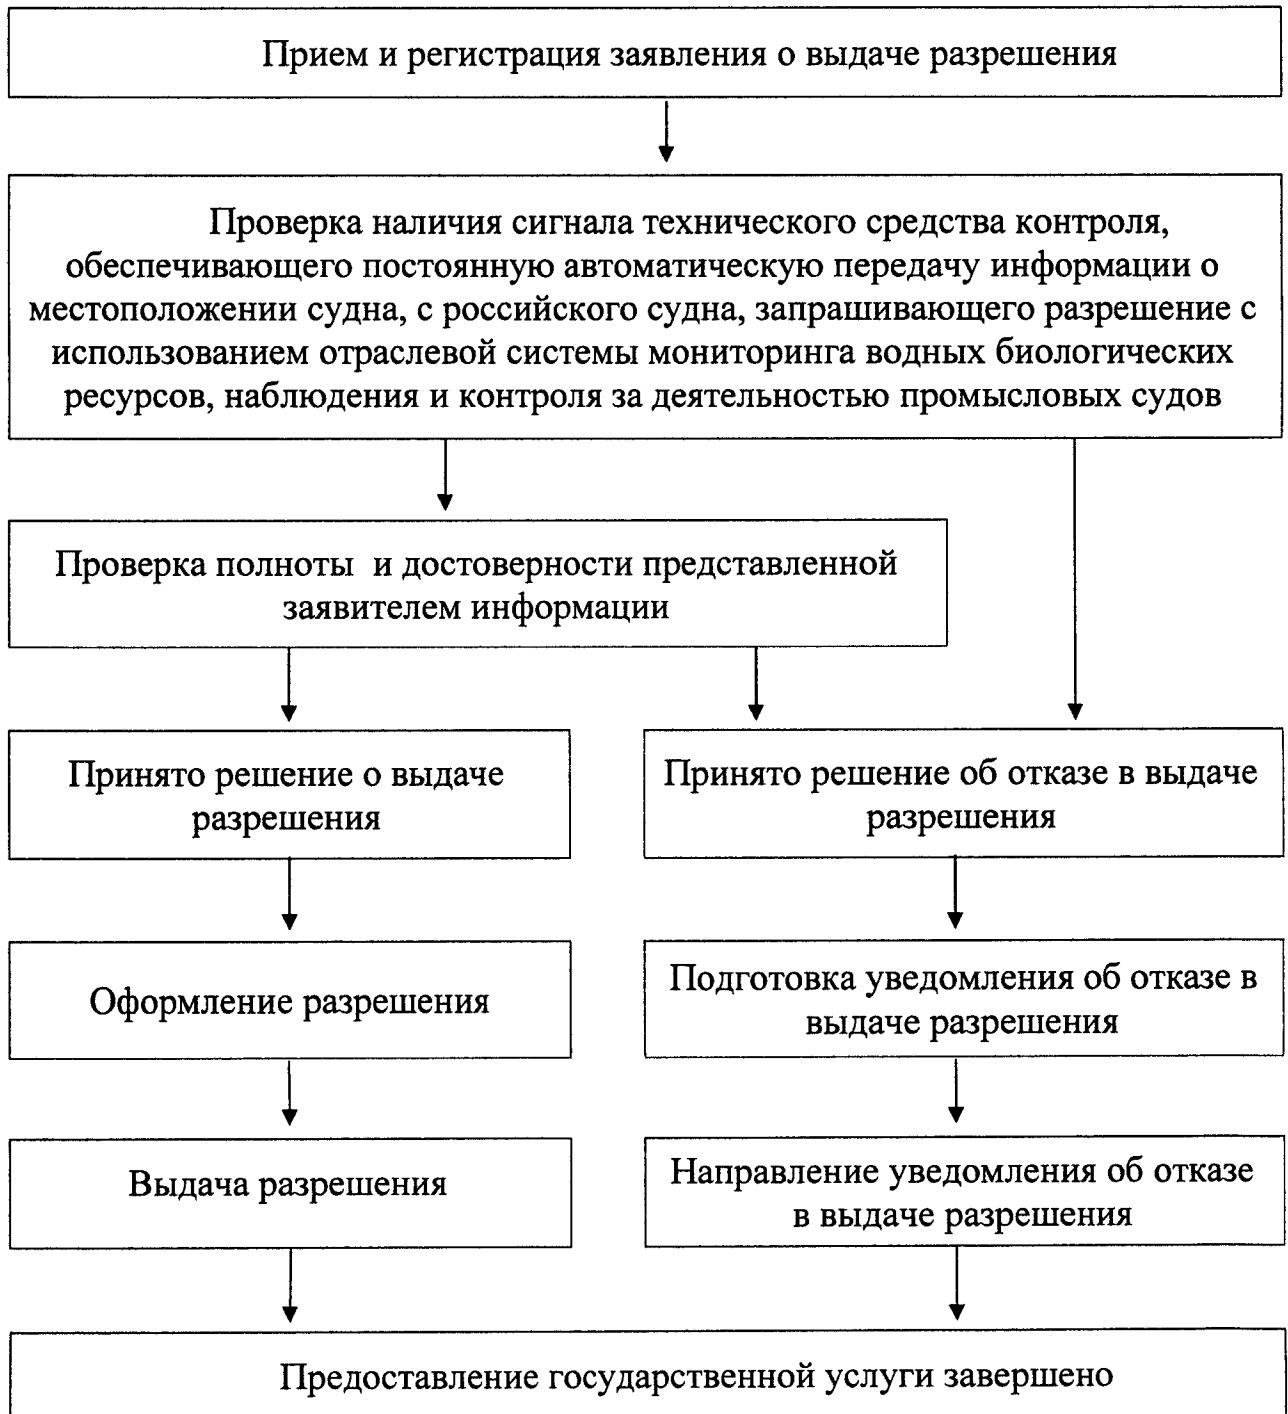 Прием и регистрация заявления о выдаче разрешения
Проверка наличия сигнала технического средства контроля,
обеспечивающего постоянную автоматическую передачу информации о
местоположении судна, с российского судна, запрашивающего разрешение с
использованием отраслевой системы мониторинга водных биологических
ресурсов, наблюдения и контроля за деятельностью промысловых судов
Проверка полноты и достоверности представленной
заявителем информации
Принято решение о выдаче
разрешения
Принято решение об отказе в выдаче
разрешения
Оформление разрешения
Подготовка уведомления об отказе в
выдаче разрешения
Выдача разрешения
Направление уведомления об отказе
в выдаче разрешения
Предоставление государственной услуги завершено